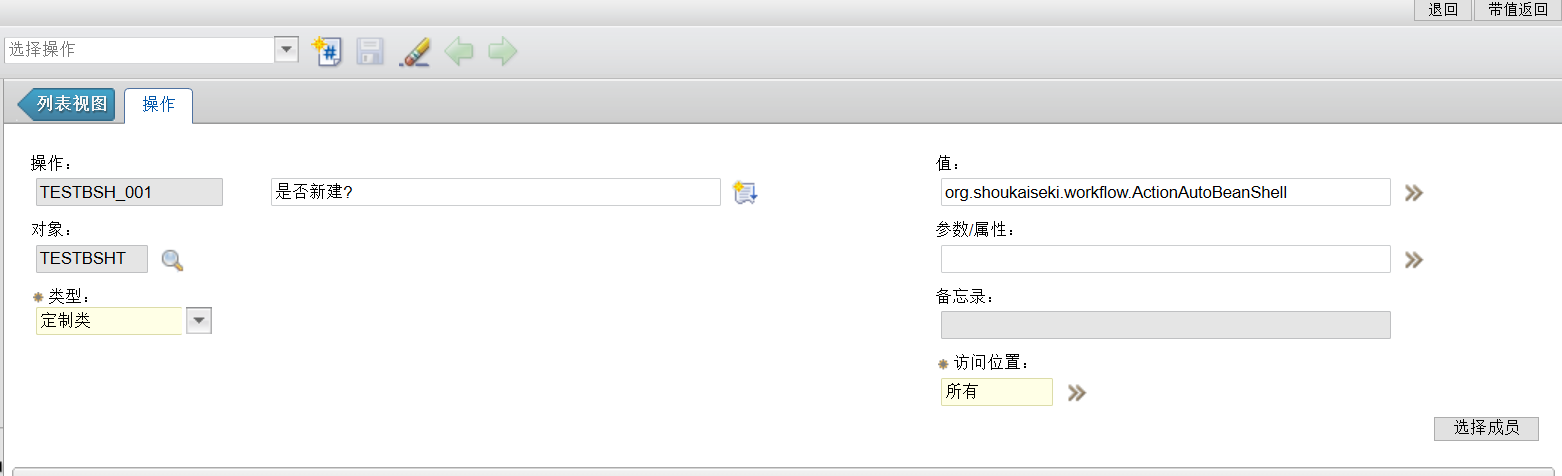 退回 带值返回
选择操作
列表视图 操作
操作: 值:
TESTBSH_001 是否新建? org.shoukaiseki.workflow.ActionAutoBeanShell
对象: 参数/属性:
TESTBSHT
类型: 备忘录:
定制类
访问位置:
所有
选择成员